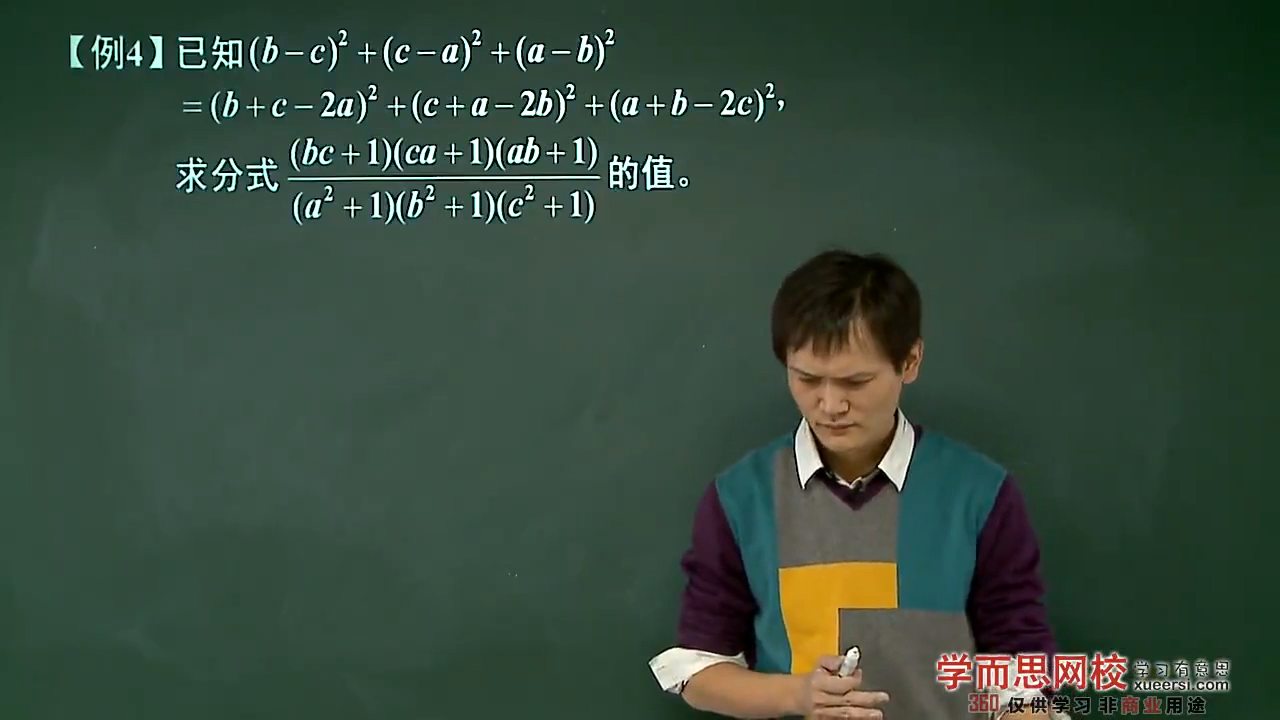 【例4】已知(b-c)²+(c-a)²+(a-b)²
=(b+c-2a)²+(c+a-2b)²+(a+b-2c)²,
求分式 (bc+1)(ca+1)(ab+1) / (a²+1)(b²+1)(c²+1) 的值。
学而思网校 学习有意思
xueersi.com
360 仅供学习 非商业用途